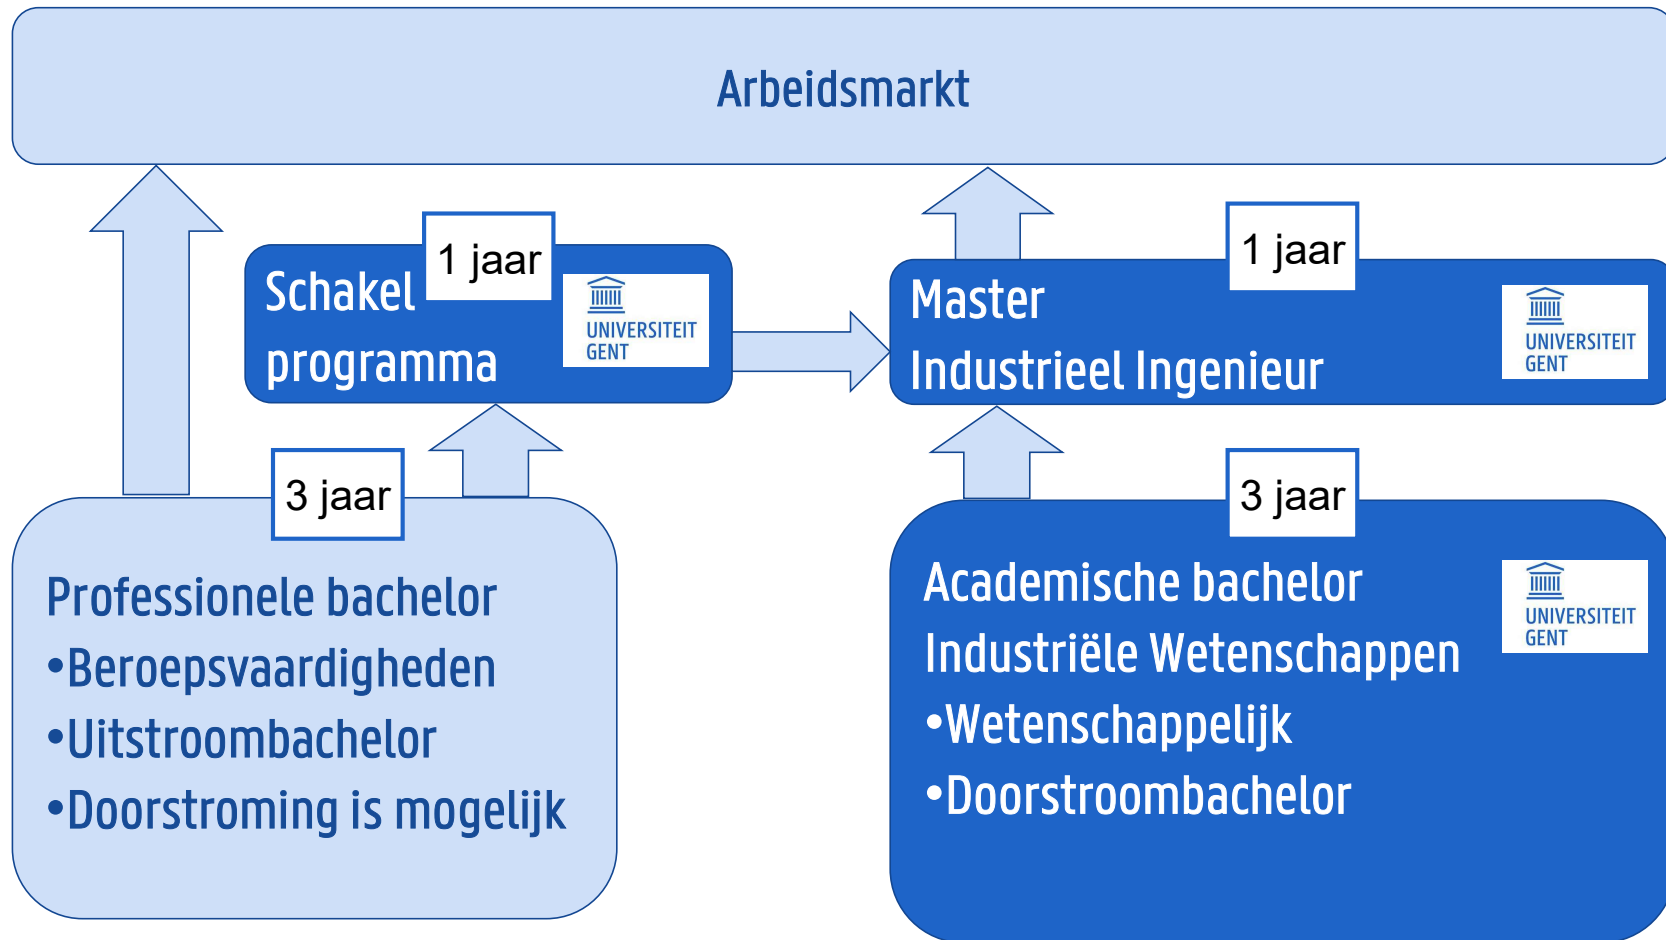 Arbeidsmarkt
1 jaar
Schakel
programma
UNIVERSITEIT
GENT
1 jaar
Master
Industrieel Ingenieur
UNIVERSITEIT
GENT
3 jaar
Professionele bachelor
•Beroepsvaardigheden
•Uitstroombachelor
•Doorstroming is mogelijk
3 jaar
Academische bachelor
Industriële Wetenschappen
•Wetenschappelijk
•Doorstroombachelor
UNIVERSITEIT
GENT